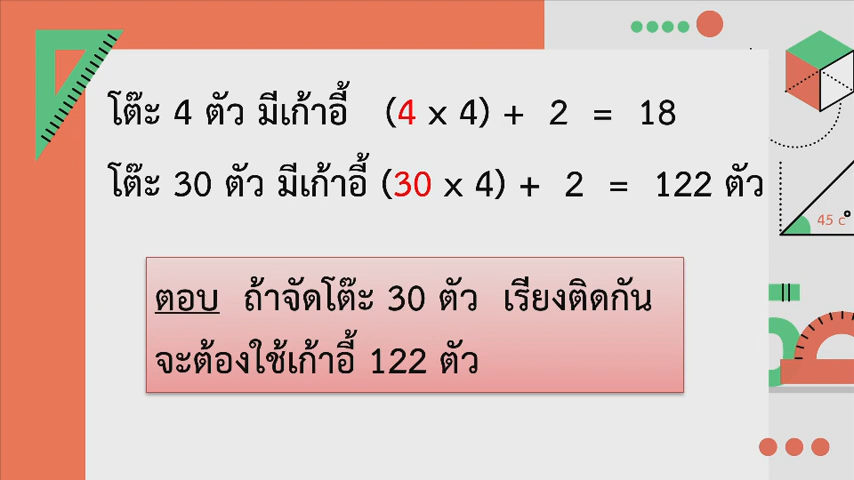 โต๊ะ 4 ตัว มีเก้าอี้ (4 x 4) + 2 = 18
โต๊ะ 30 ตัว มีเก้าอี้ (30 x 4) + 2 = 122 ตัว
45 c°
ตอบ ถ้าจัดโต๊ะ 30 ตัว เรียงติดกัน
จะต้องใช้เก้าอี้ 122 ตัว